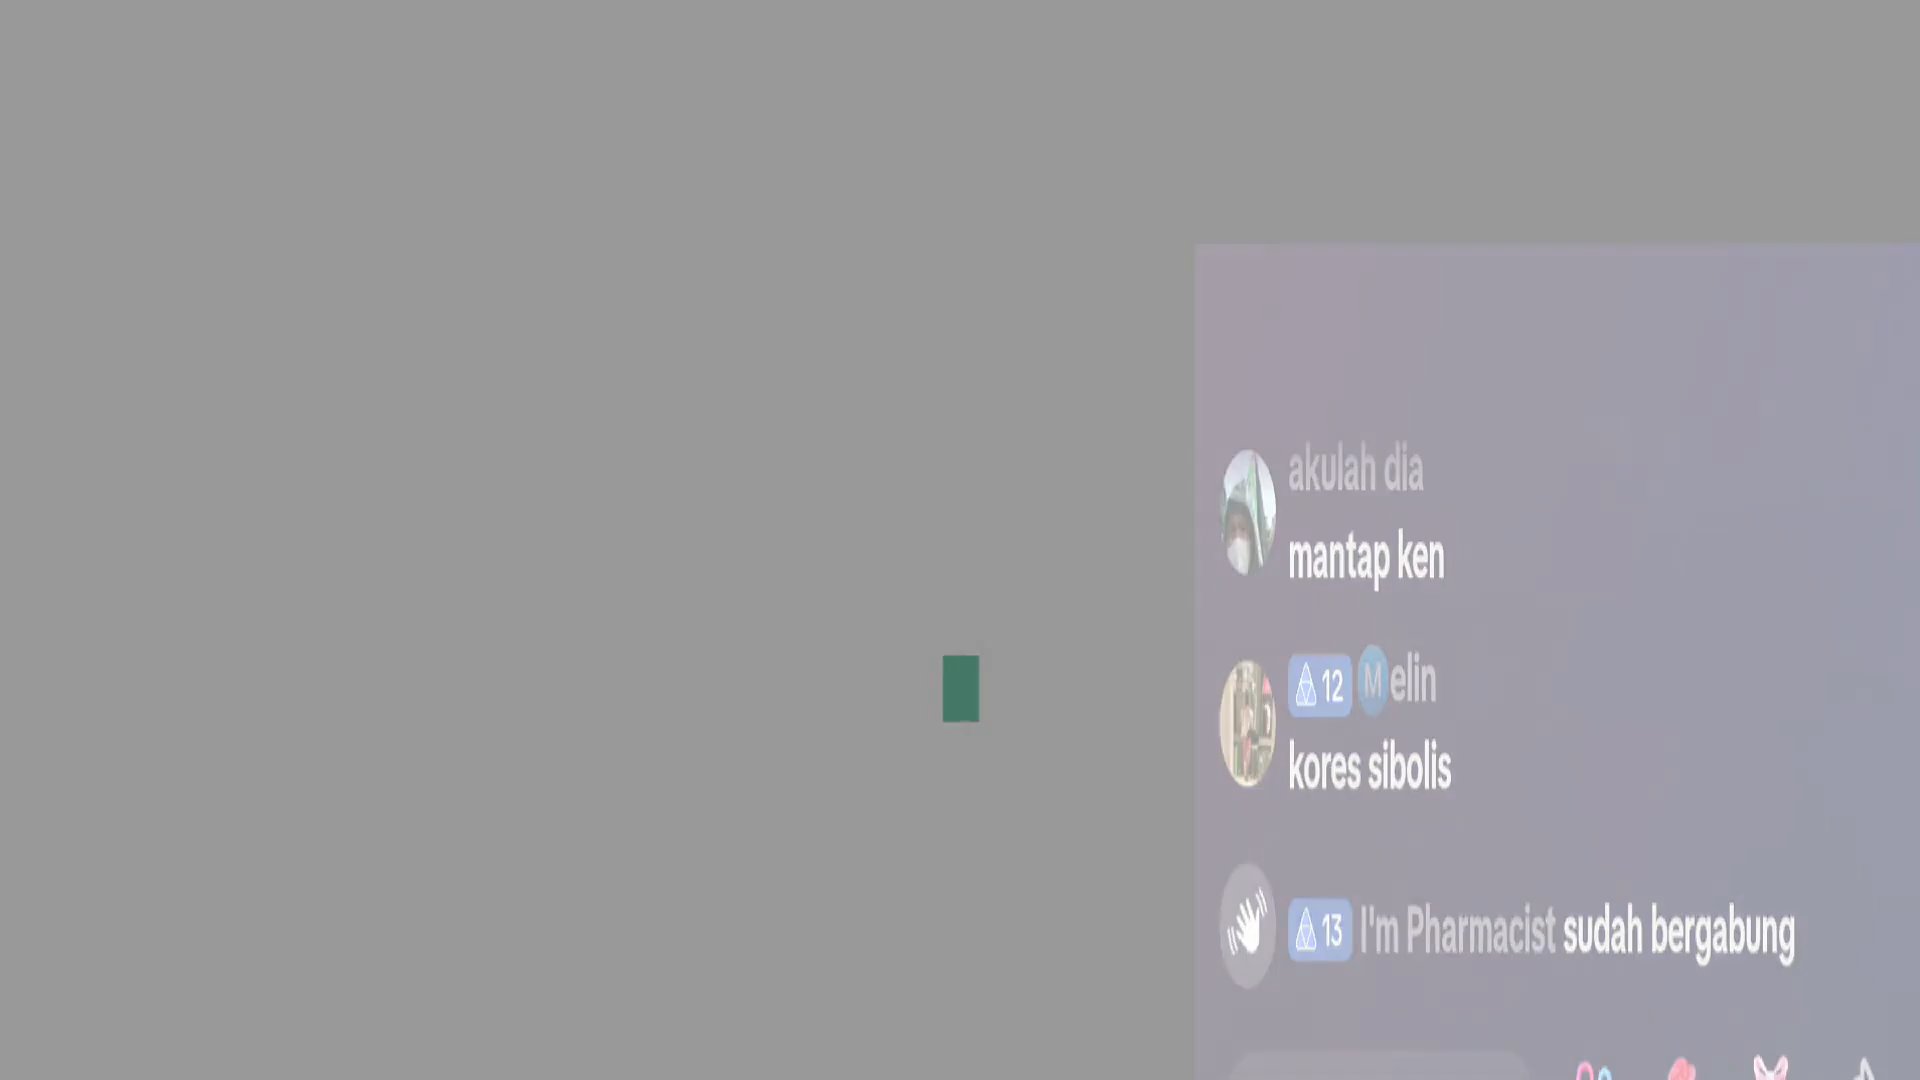 akulah dia
mantap ken
12 Melin
kores sibolis
13 I'm Pharmacist sudah bergabung